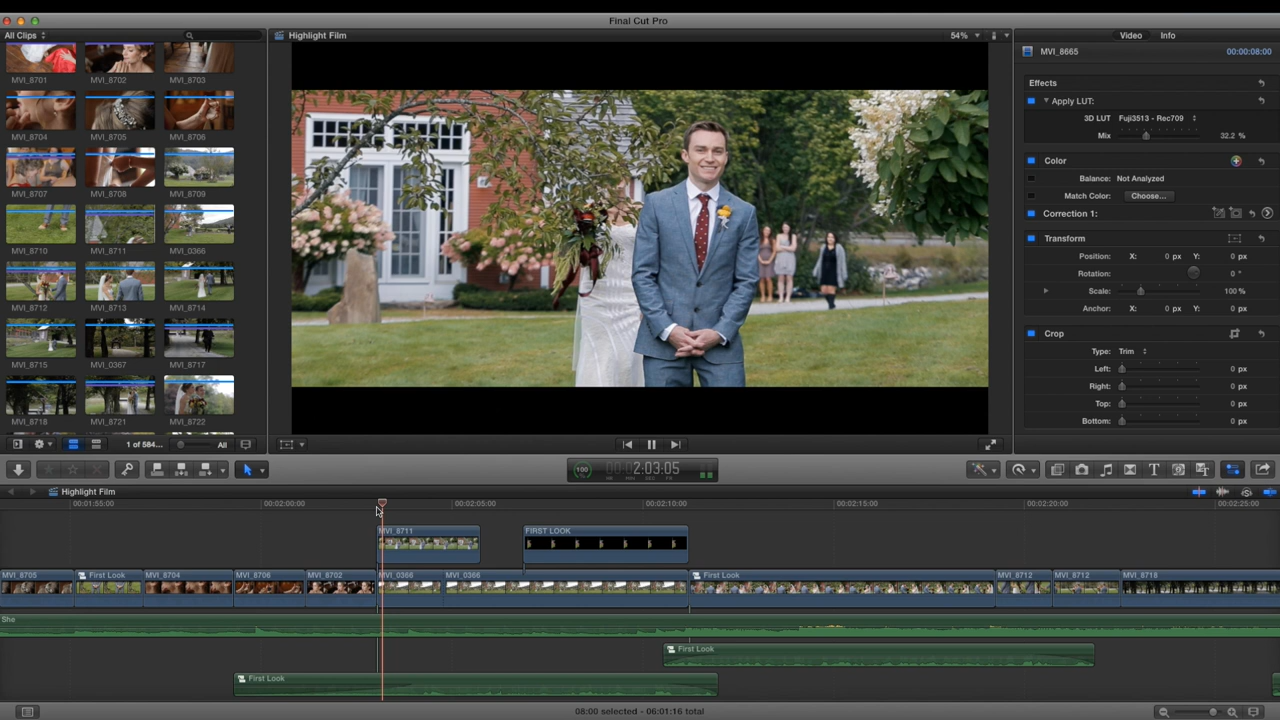 Final Cut Pro
All Clips
Highlight Film
54%
Video Info
MVI_8701 MVI_8702 MVI_8703
MVI_8704 MVI_8705 MVI_8706
MVI_8707 MVI_8708 MVI_8709
MVI_8710 MVI_8711 MVI_0366
MVI_8712 MVI_8713 MVI_8714
MVI_8715 MVI_0367 MVI_8717
MVI_8718 MVI_8721 MVI_8722
1 of 584... All
MVI_8665 00:00:08:00
Effects
Apply LUT:
3D LUT Fuji3513 - Rec709
Mix 32.2 %
Color
Balance: Not Analyzed
Match Color: Choose...
Correction 1:
Transform
Position: X: 0 px Y: 0 px
Rotation: 0 °
Scale: 100 %
Anchor: X: 0 px Y: 0 px
Crop
Type: Trim
Left: 0 px
Right: 0 px
Top: 0 px
Bottom: 0 px
100 00:00:2:03:05
HR MIN SEC FR
Highlight Film
00:01:55:00 00:02:00:00 00:02:05:00 00:02:10:00 00:02:15:00 00:02:20:00 00:02:25:00
MVI_8711 FIRST LOOK
MVI_8705 First Look MVI_8704 MVI_8706 MVI_8702 MVI_0366 MVI_0366 First Look MVI_8712 MVI_8712 MVI_8718
She
First Look
First Look
08:00 selected - 06:01:16 total